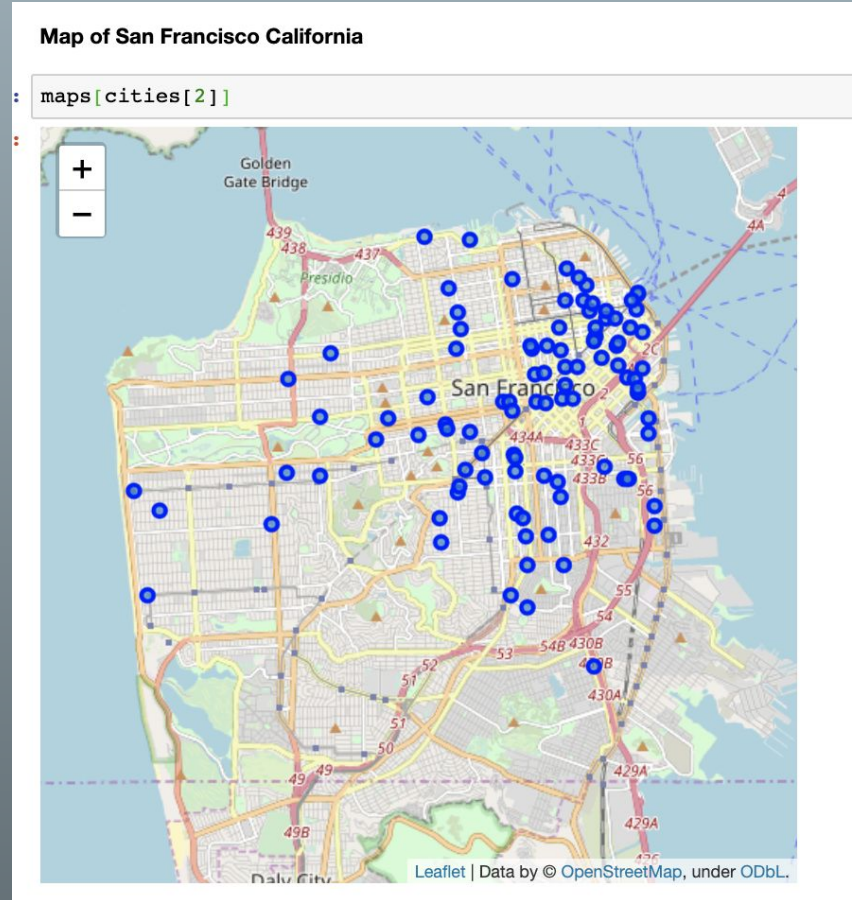 Map of San Francisco California
:
maps[cities[2]]
:
+
−
Golden
Gate Bridge
439
438
437
Presidio
4
4A
2C
San Francisco
2
1
434A
433C
433B
56
56
432
55
54
54B
430B
53
52
51
430A
51
50
49
49
429A
49B
429A
426
Daly City
Leaflet | Data by © OpenStreetMap, under ODbL.